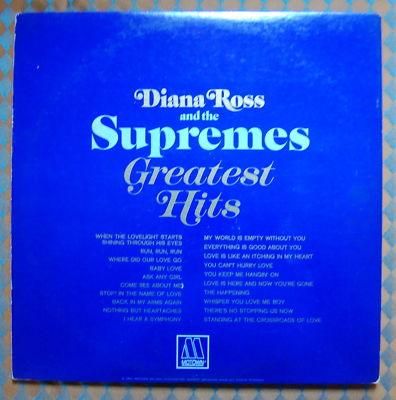 Diana Ross
and the
Supremes
Greatest
Hits
WHEN THE LOVELIGHT STARTS
SHINING THROUGH HIS EYES
RUN, RUN, RUN
WHERE DID OUR LOVE GO
BABY LOVE
ASK ANY GIRL
COME SEE ABOUT ME
STOP! IN THE NAME OF LOVE
BACK IN MY ARMS AGAIN
NOTHING BUT HEARTACHES
I HEAR A SYMPHONY
MY WORLD IS EMPTY WITHOUT YOU
EVERYTHING IS GOOD ABOUT YOU
LOVE IS LIKE AN ITCHING IN MY HEART
YOU CAN'T HURRY LOVE
YOU KEEP ME HANGIN' ON
LOVE IS HERE AND NOW YOU'RE GONE
THE HAPPENING
WHISPER YOU LOVE ME BOY
THERE'S NO STOPPING US NOW
STANDING AT THE CROSSROADS OF LOVE
M
MOTOWN